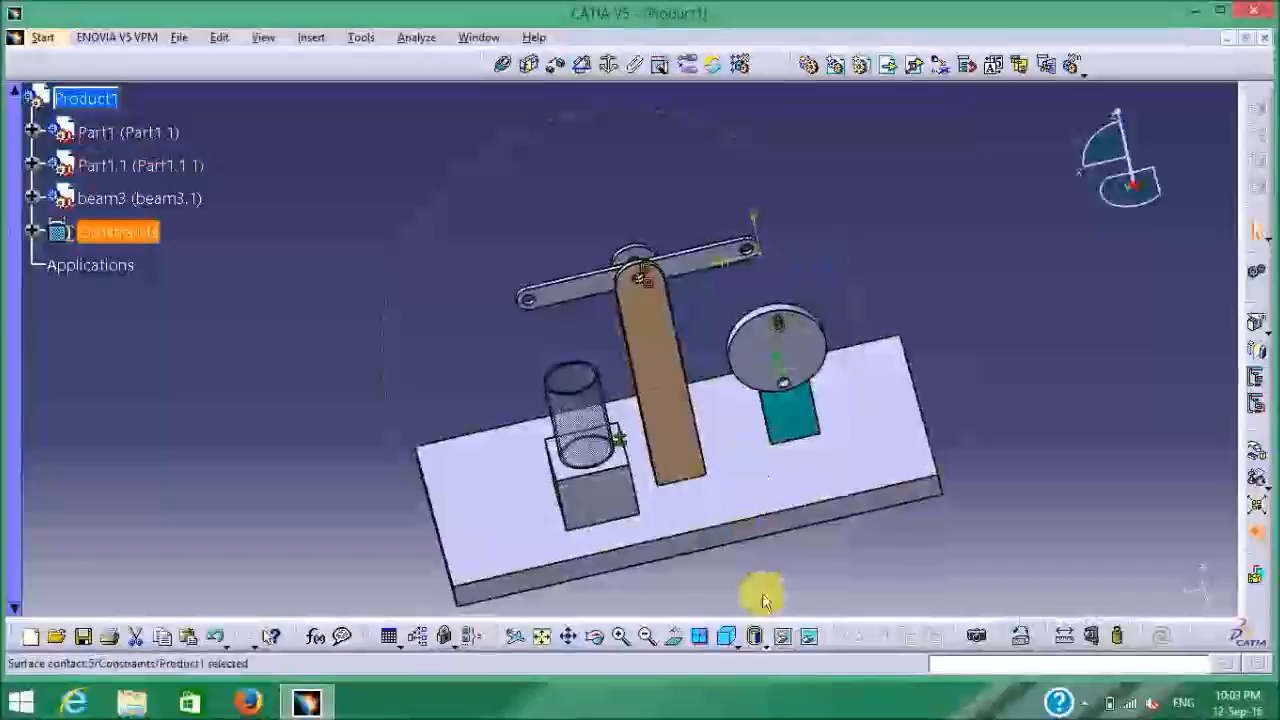 CATIA V5 - [Product1]
Start ENOVIA V5 VPM File Edit View Insert Tools Analyze Window Help
Product1
Part1 (Part1.1)
Part1.1 (Part1.1.1)
beam3 (beam3.1)
Constraints
Applications
Surface contact.5/Constraints/Product1 selected
CATIA
ENG
10:03 PM
12-Sep-16